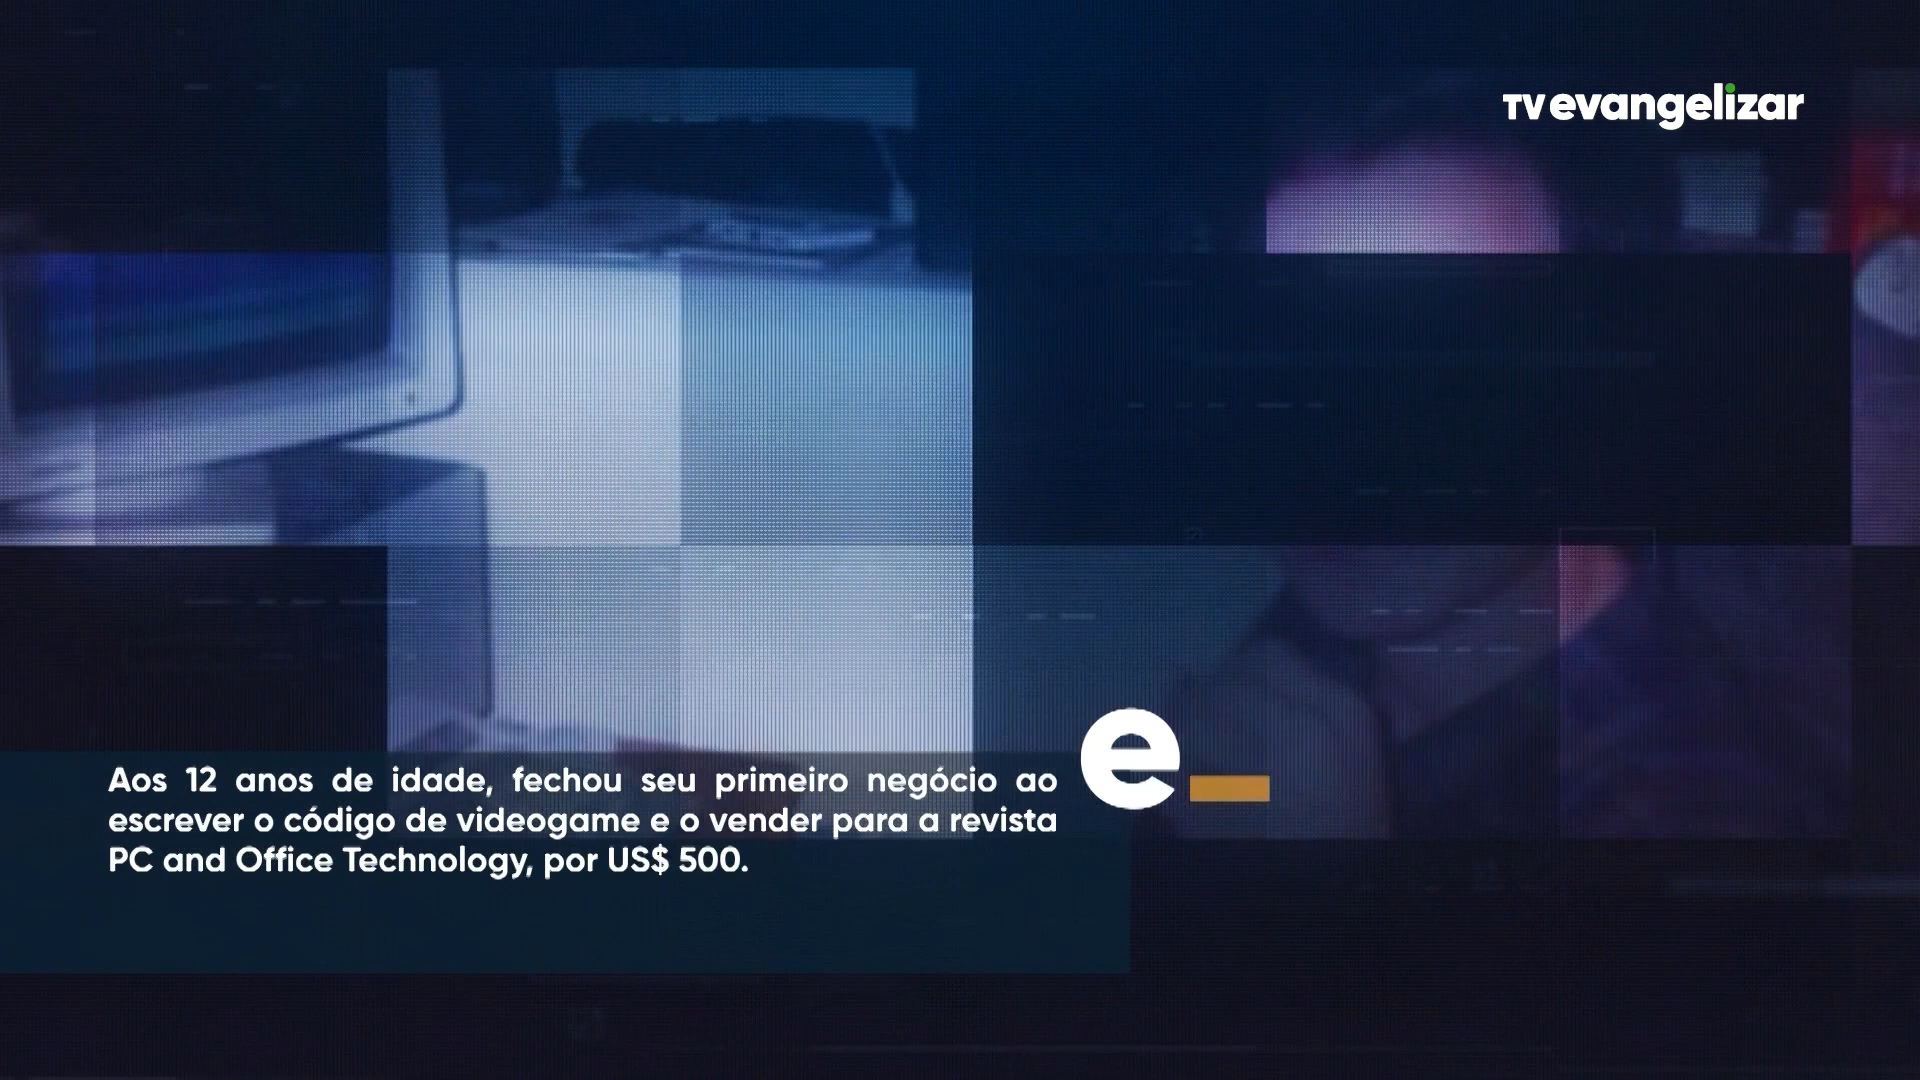 TV evangelizar
e_
Aos 12 anos de idade, fechou seu primeiro negócio ao
escrever o código de videogame e o vender para a revista
PC and Office Technology, por US$ 500.